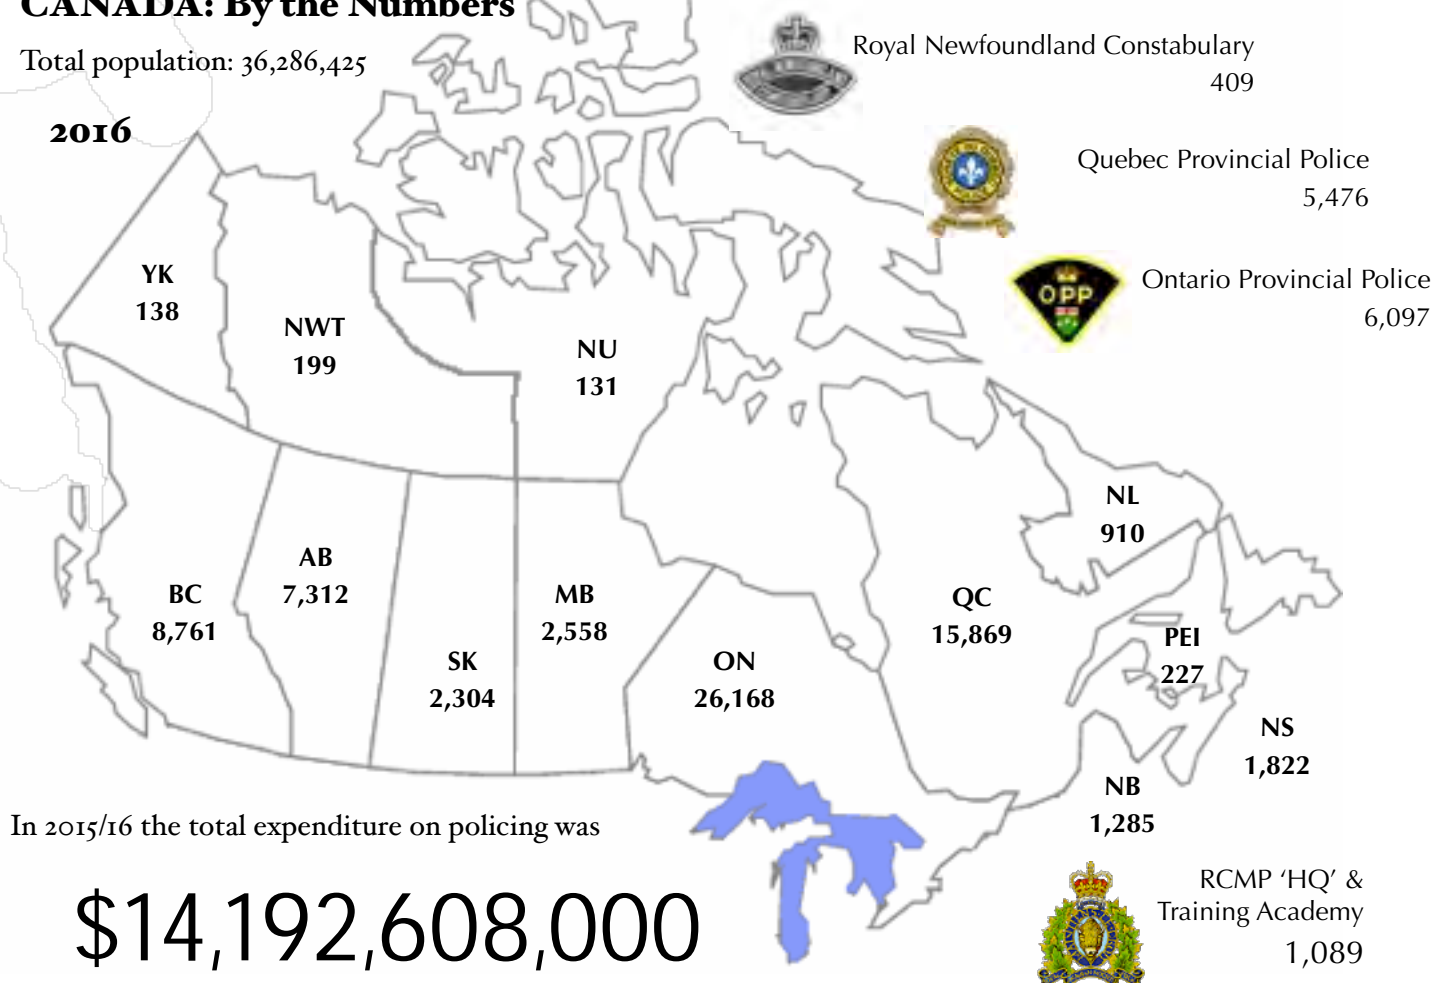 CANADA: By the Numbers
Total population: 36,286,425
2016
Royal Newfoundland Constabulary
409
Quebec Provincial Police
5,476
OPP
Ontario Provincial Police
6,097
YK
138
NWT
199
NU
131
NL
910
AB
7,312
BC
8,761
MB
2,558
SK
2,304
ON
26,168
QC
15,869
PEI
227
NS
1,822
NB
1,285
In 2015/16 the total expenditure on policing was
$14,192,608,000
RCMP ‘HQ’ &
Training Academy
1,089